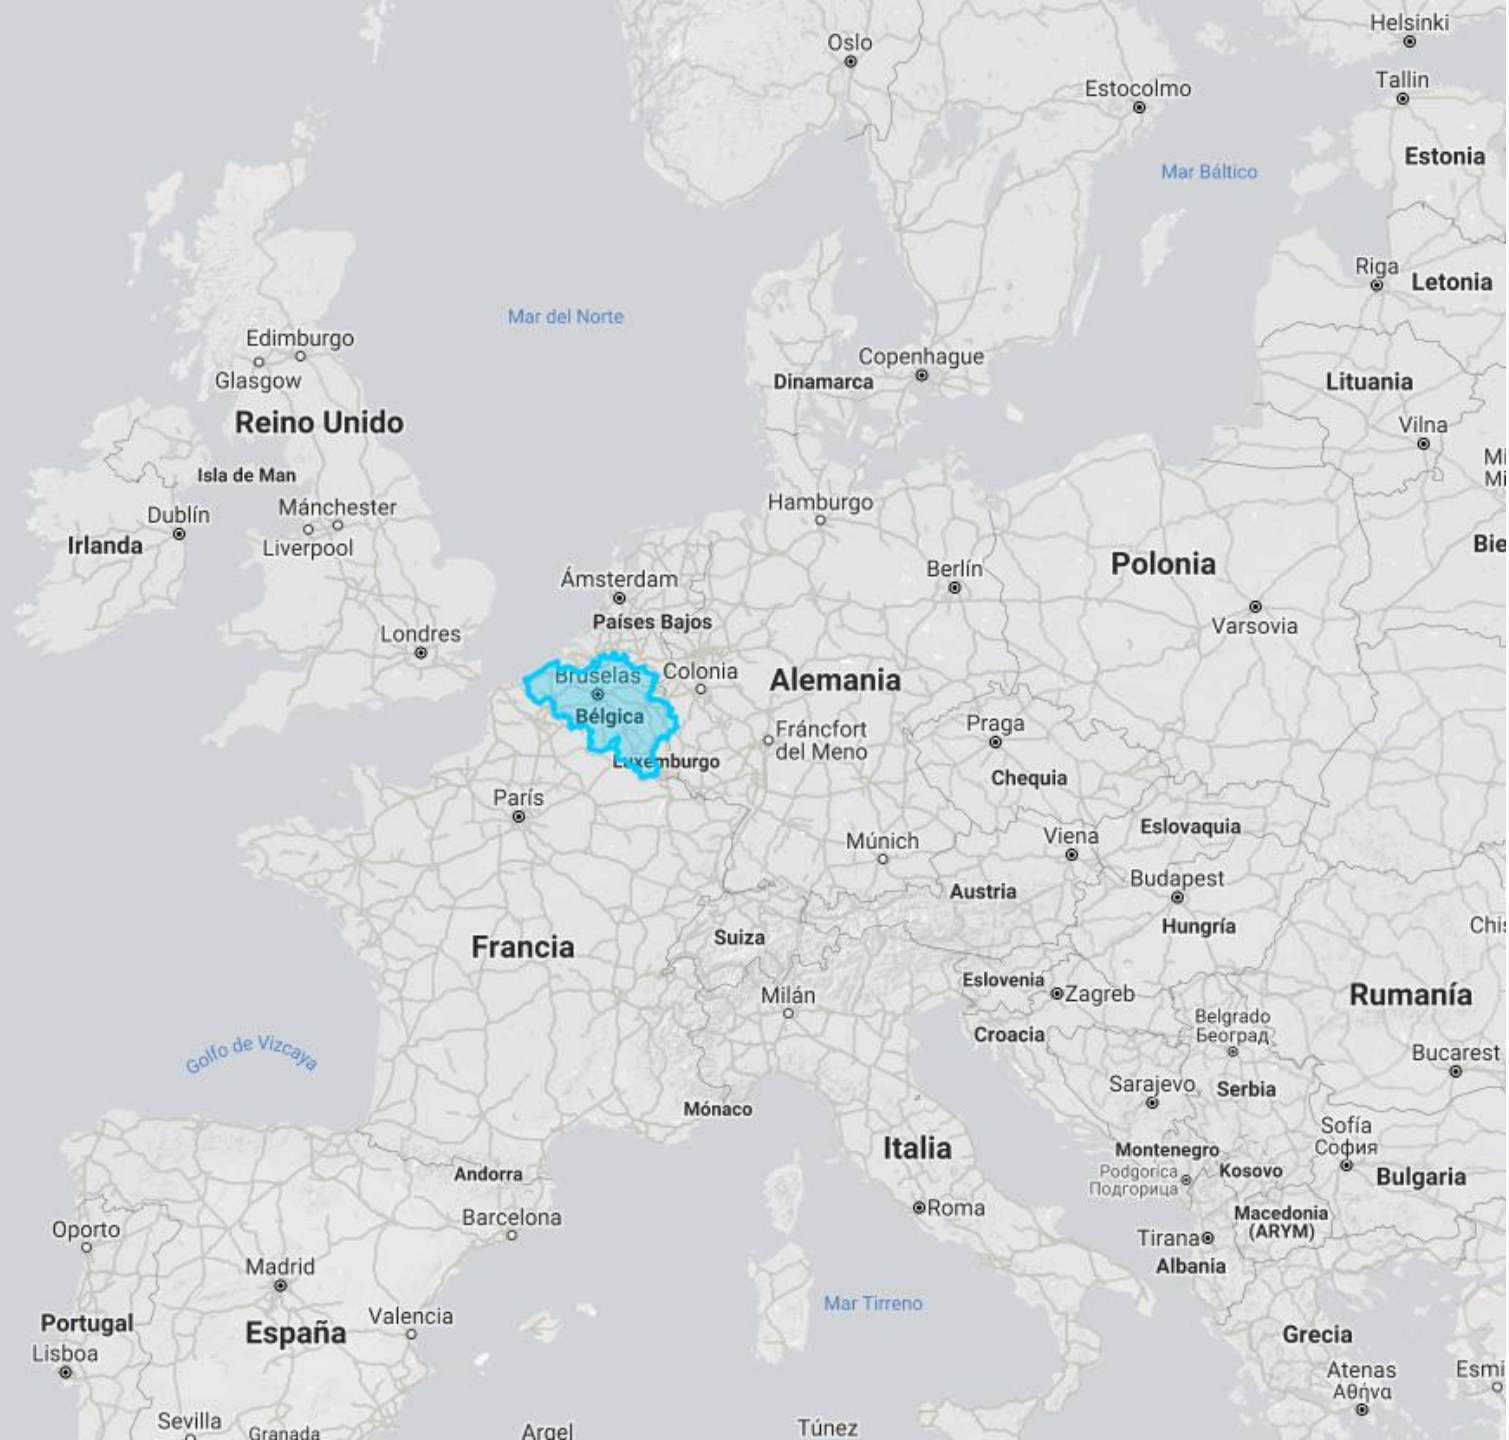 Helsinki
Oslo
Tallin
Estocolmo
Estonia
Mar Báltico
Riga
Letonia
Mar del Norte
Edimburgo
Glasgow
Copenhague
Dinamarca
Lituania
Reino Unido
Vilna
Mi
Mi
Isla de Man
Hamburgo
Mánchester
Dublín
Irlanda
Liverpool
Bie
Polonia
Berlín
Ámsterdam
Países Bajos
Varsovia
Londres
Bruselas
Colonia
Alemania
Bélgica
Fráncfort
del Meno
Praga
Luxemburgo
Chequia
París
Eslovaquia
Múnich
Viena
Budapest
Austria
Hungría
Chis
Francia
Suiza
Eslovenia
Zagreb
Milán
Rumanía
Belgrado
Београд
Croacia
Golfo de Vizcaya
Bucarest
Sarajevo
Serbia
Mónaco
Sofía
София
Italia
Montenegro
Kosovo
Podgorica
Подгорица
Bulgaria
Andorra
Roma
Barcelona
Oporto
Macedonia
(ARYM)
Tirana
Albania
Madrid
Mar Tirreno
Valencia
Portugal
España
Grecia
Lisboa
Atenas
Αθήνα
Esmi
Sevilla
Granada
Argel
Túnez